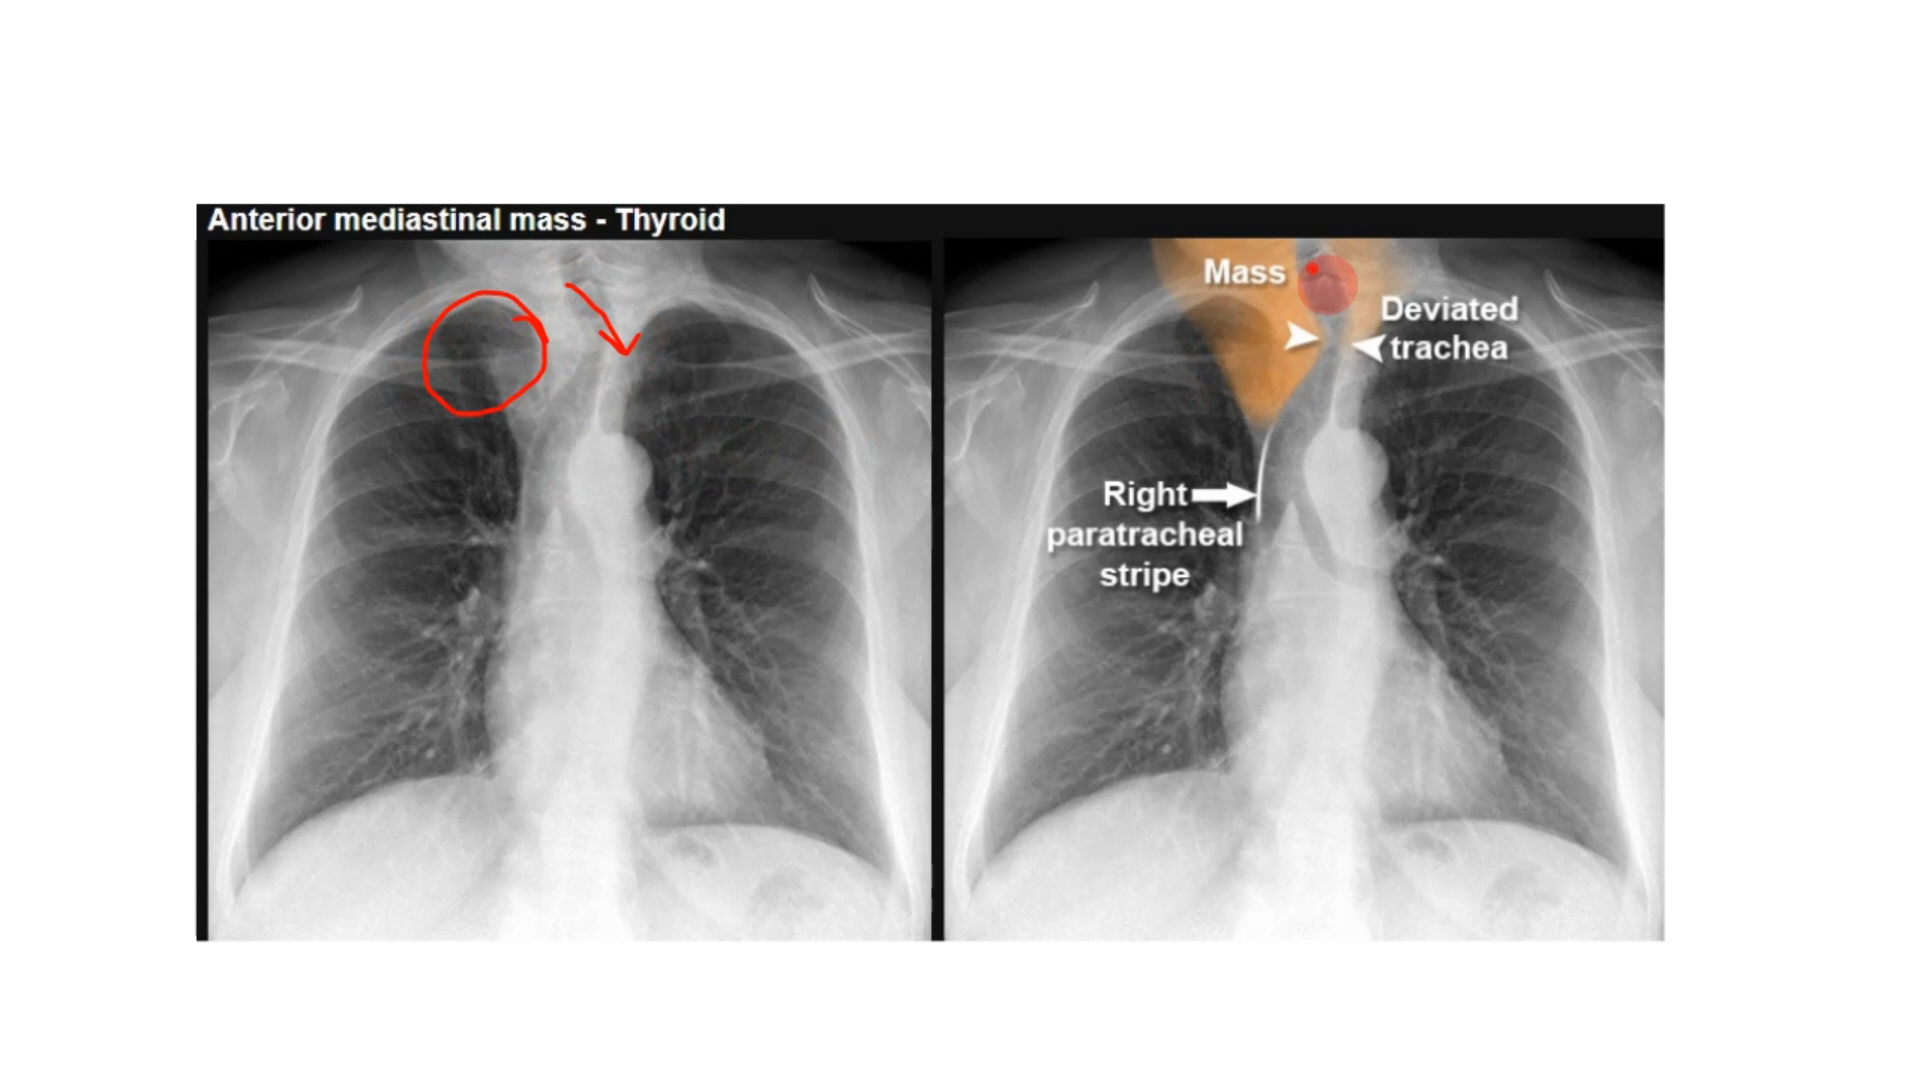 Anterior mediastinal mass - Thyroid
Mass
Deviated
trachea
Right
paratracheal
stripe